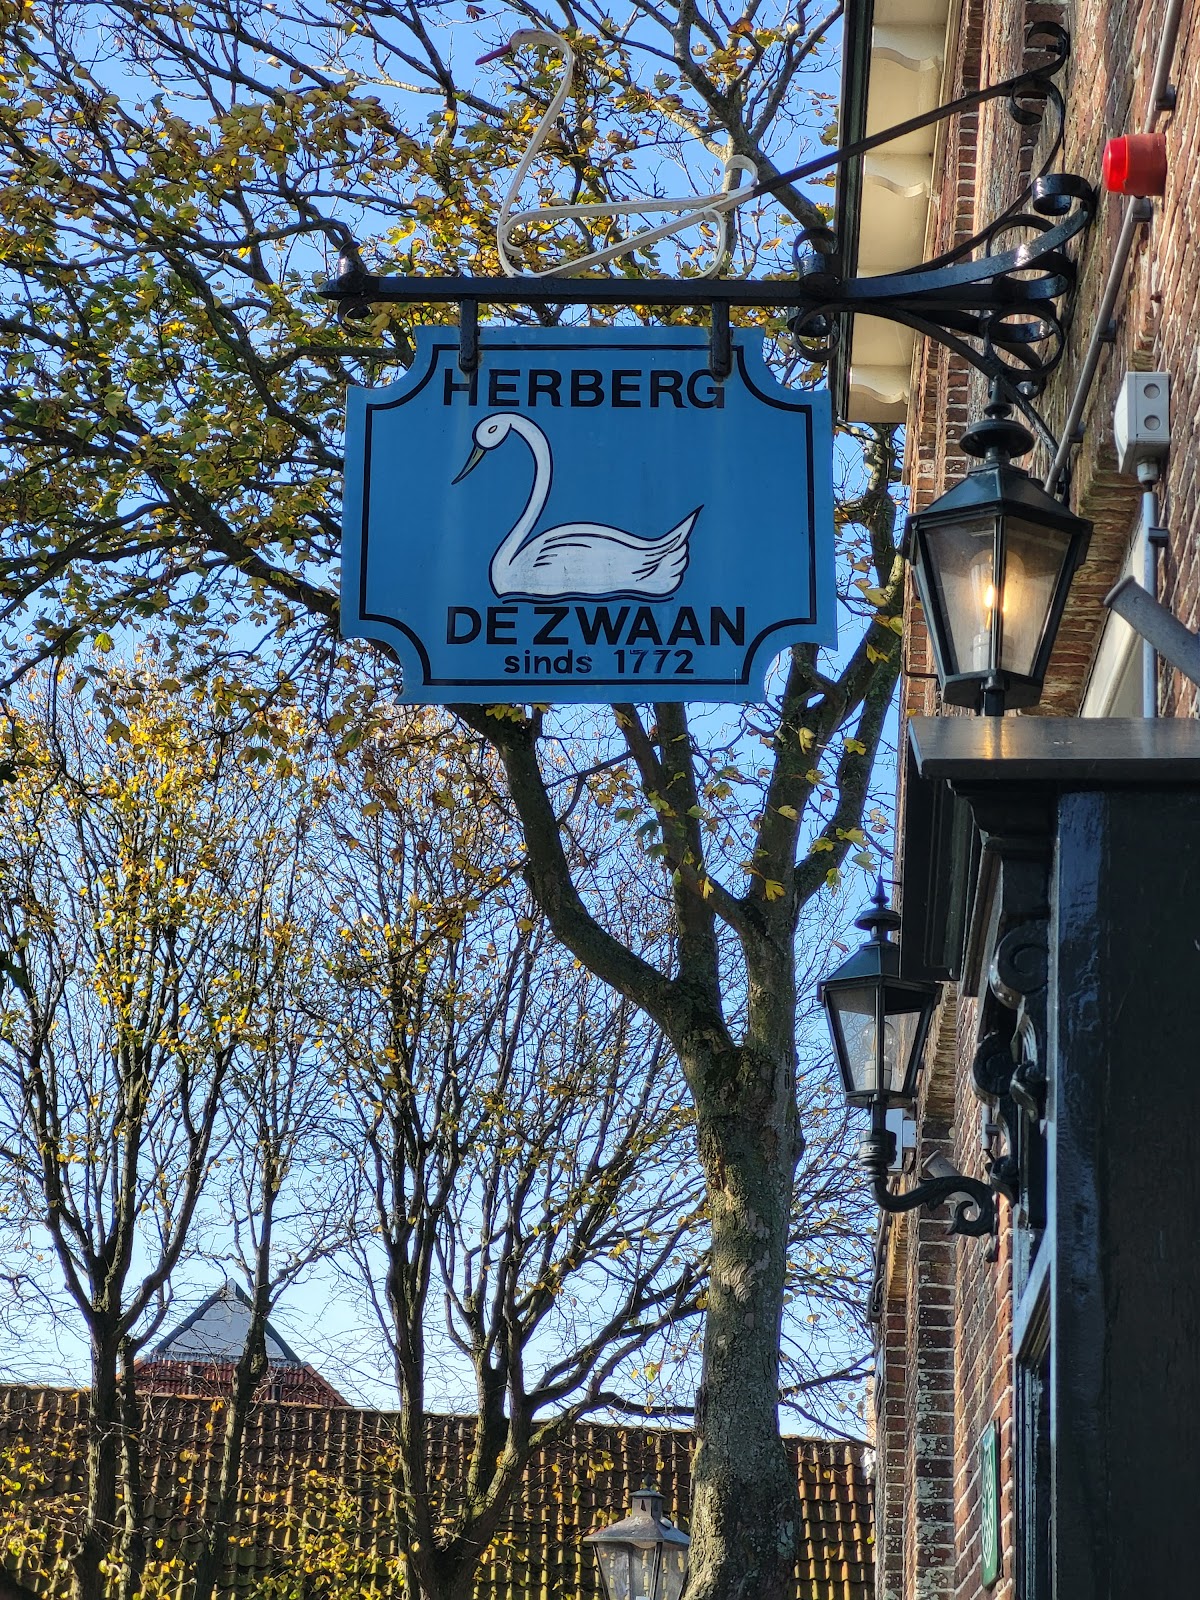 HERBERG
DE ZWAAN
sinds 1772